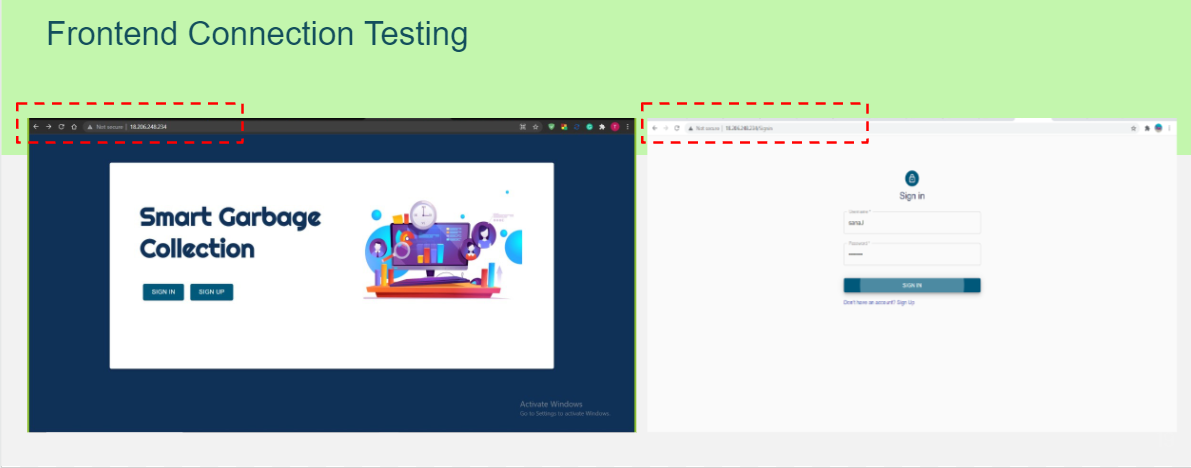 Frontend Connection Testing
Not secure | 18.206.248.234
Smart Garbage
Collection
SIGN IN
SIGN UP
Activate Windows
Go to Settings to activate Windows.
Not secure | 18.206.248.234/Signin
Sign in
Username *
Password *
SIGN IN
Don't have an account? Sign Up